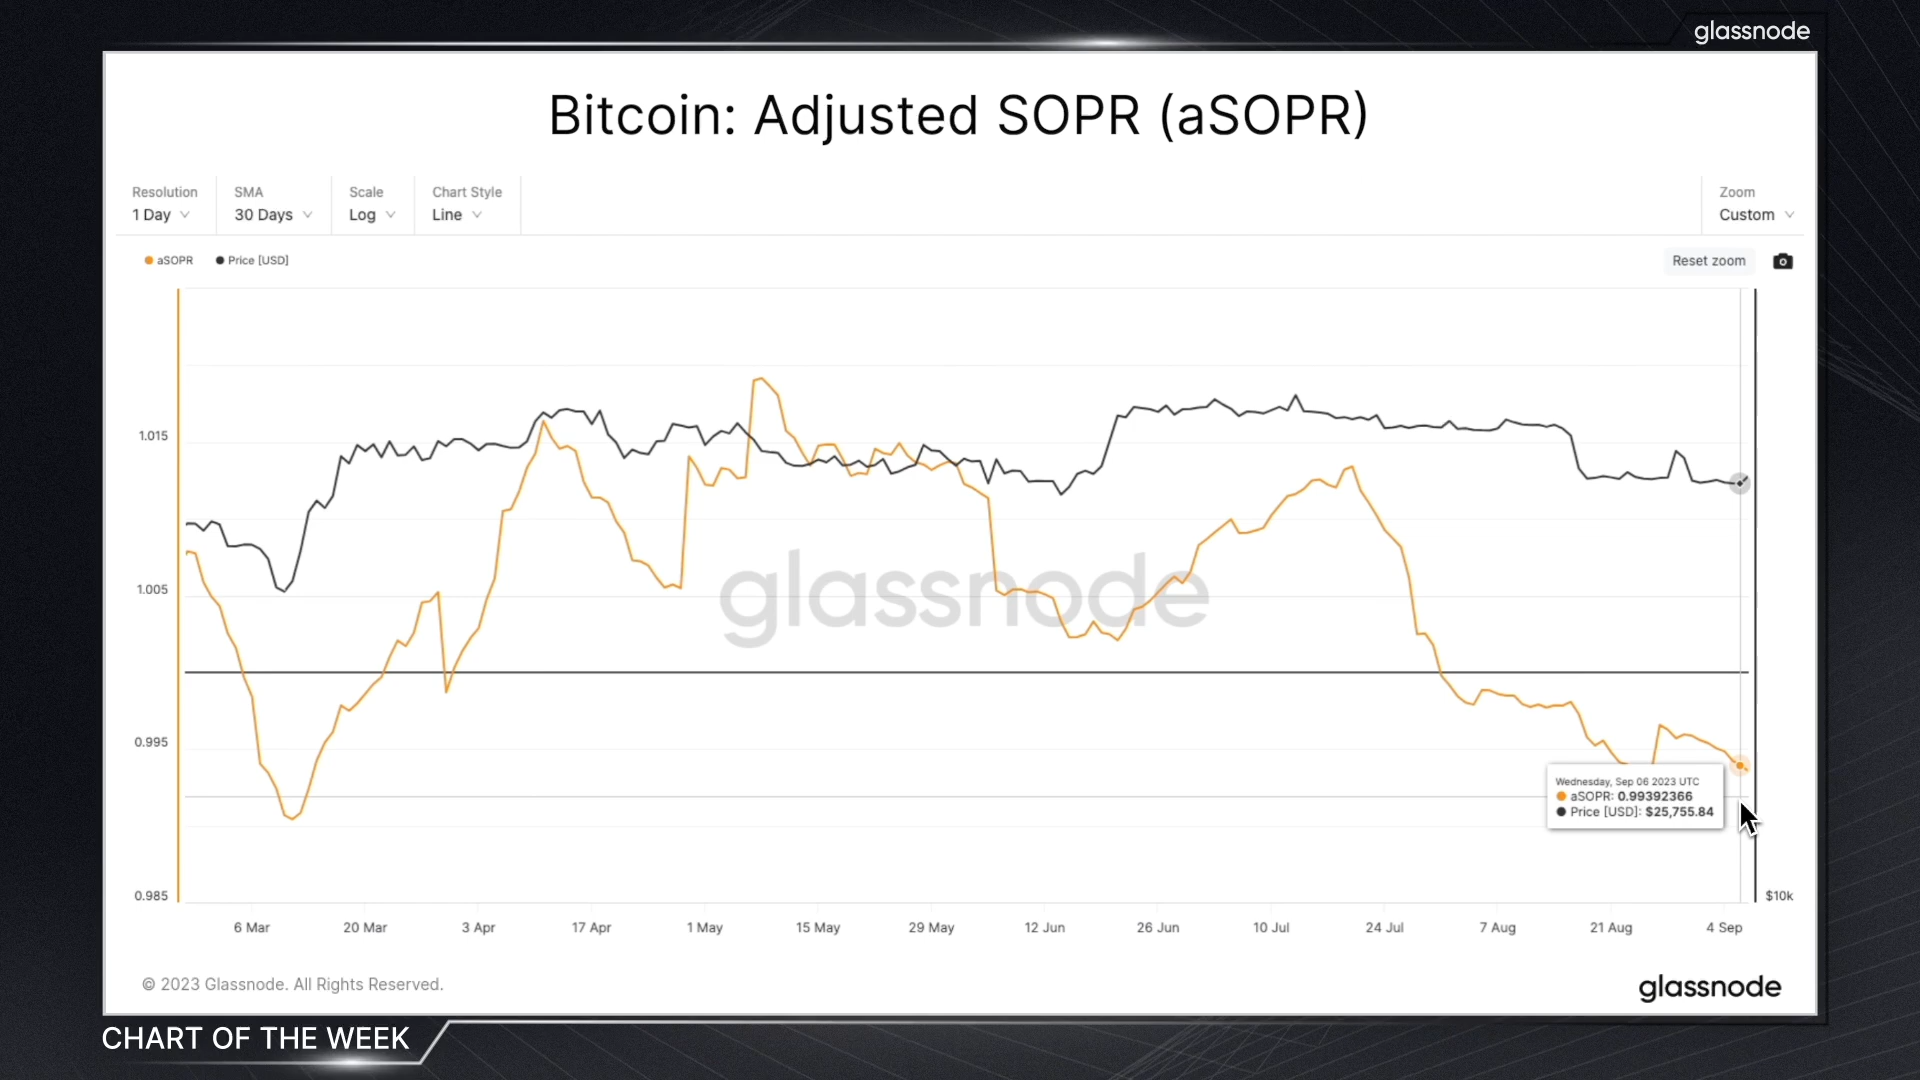 glassnode
Bitcoin: Adjusted SOPR (aSOPR)
Resolution SMA Scale Chart Style Zoom
1 Day 30 Days Log Line Custom
aSOPR Price [USD] Reset zoom
1.015
1.005
glassnode
0.995
Wednesday, Sep 06 2023 UTC
aSOPR: 0.99392366
Price [USD]: $25,755.84
0.985 $10k
6 Mar 20 Mar 3 Apr 17 Apr 1 May 15 May 29 May 12 Jun 26 Jun 10 Jul 24 Jul 7 Aug 21 Aug 4 Sep
© 2023 Glassnode. All Rights Reserved. glassnode
CHART OF THE WEEK